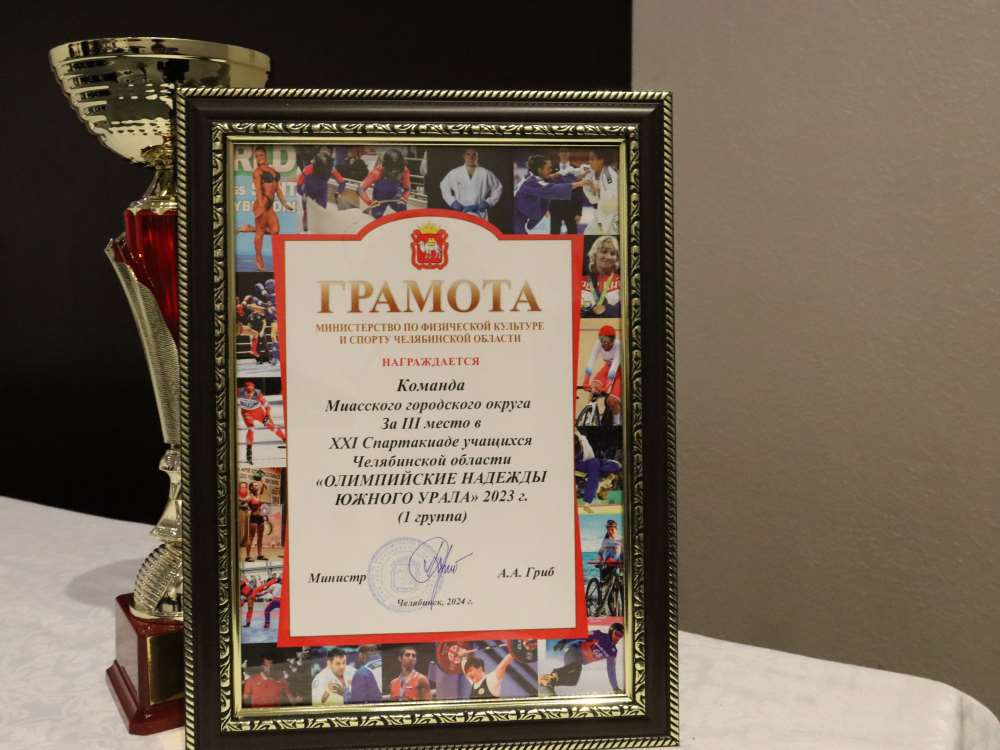 ГРАМОТА
МИНИСТЕРСТВО ПО ФИЗИЧЕСКОЙ КУЛЬТУРЕ
И СПОРТУ ЧЕЛЯБИНСКОЙ ОБЛАСТИ
НАГРАЖДАЕТСЯ
Команда
Миасского городского округа
За III место в
XXI Спартакиаде учащихся
Челябинской области
«ОЛИМПИЙСКИЕ НАДЕЖДЫ
ЮЖНОГО УРАЛА» 2023 г.
(1 группа)
Министр А.А. Гриб
Челябинск, 2024 г.